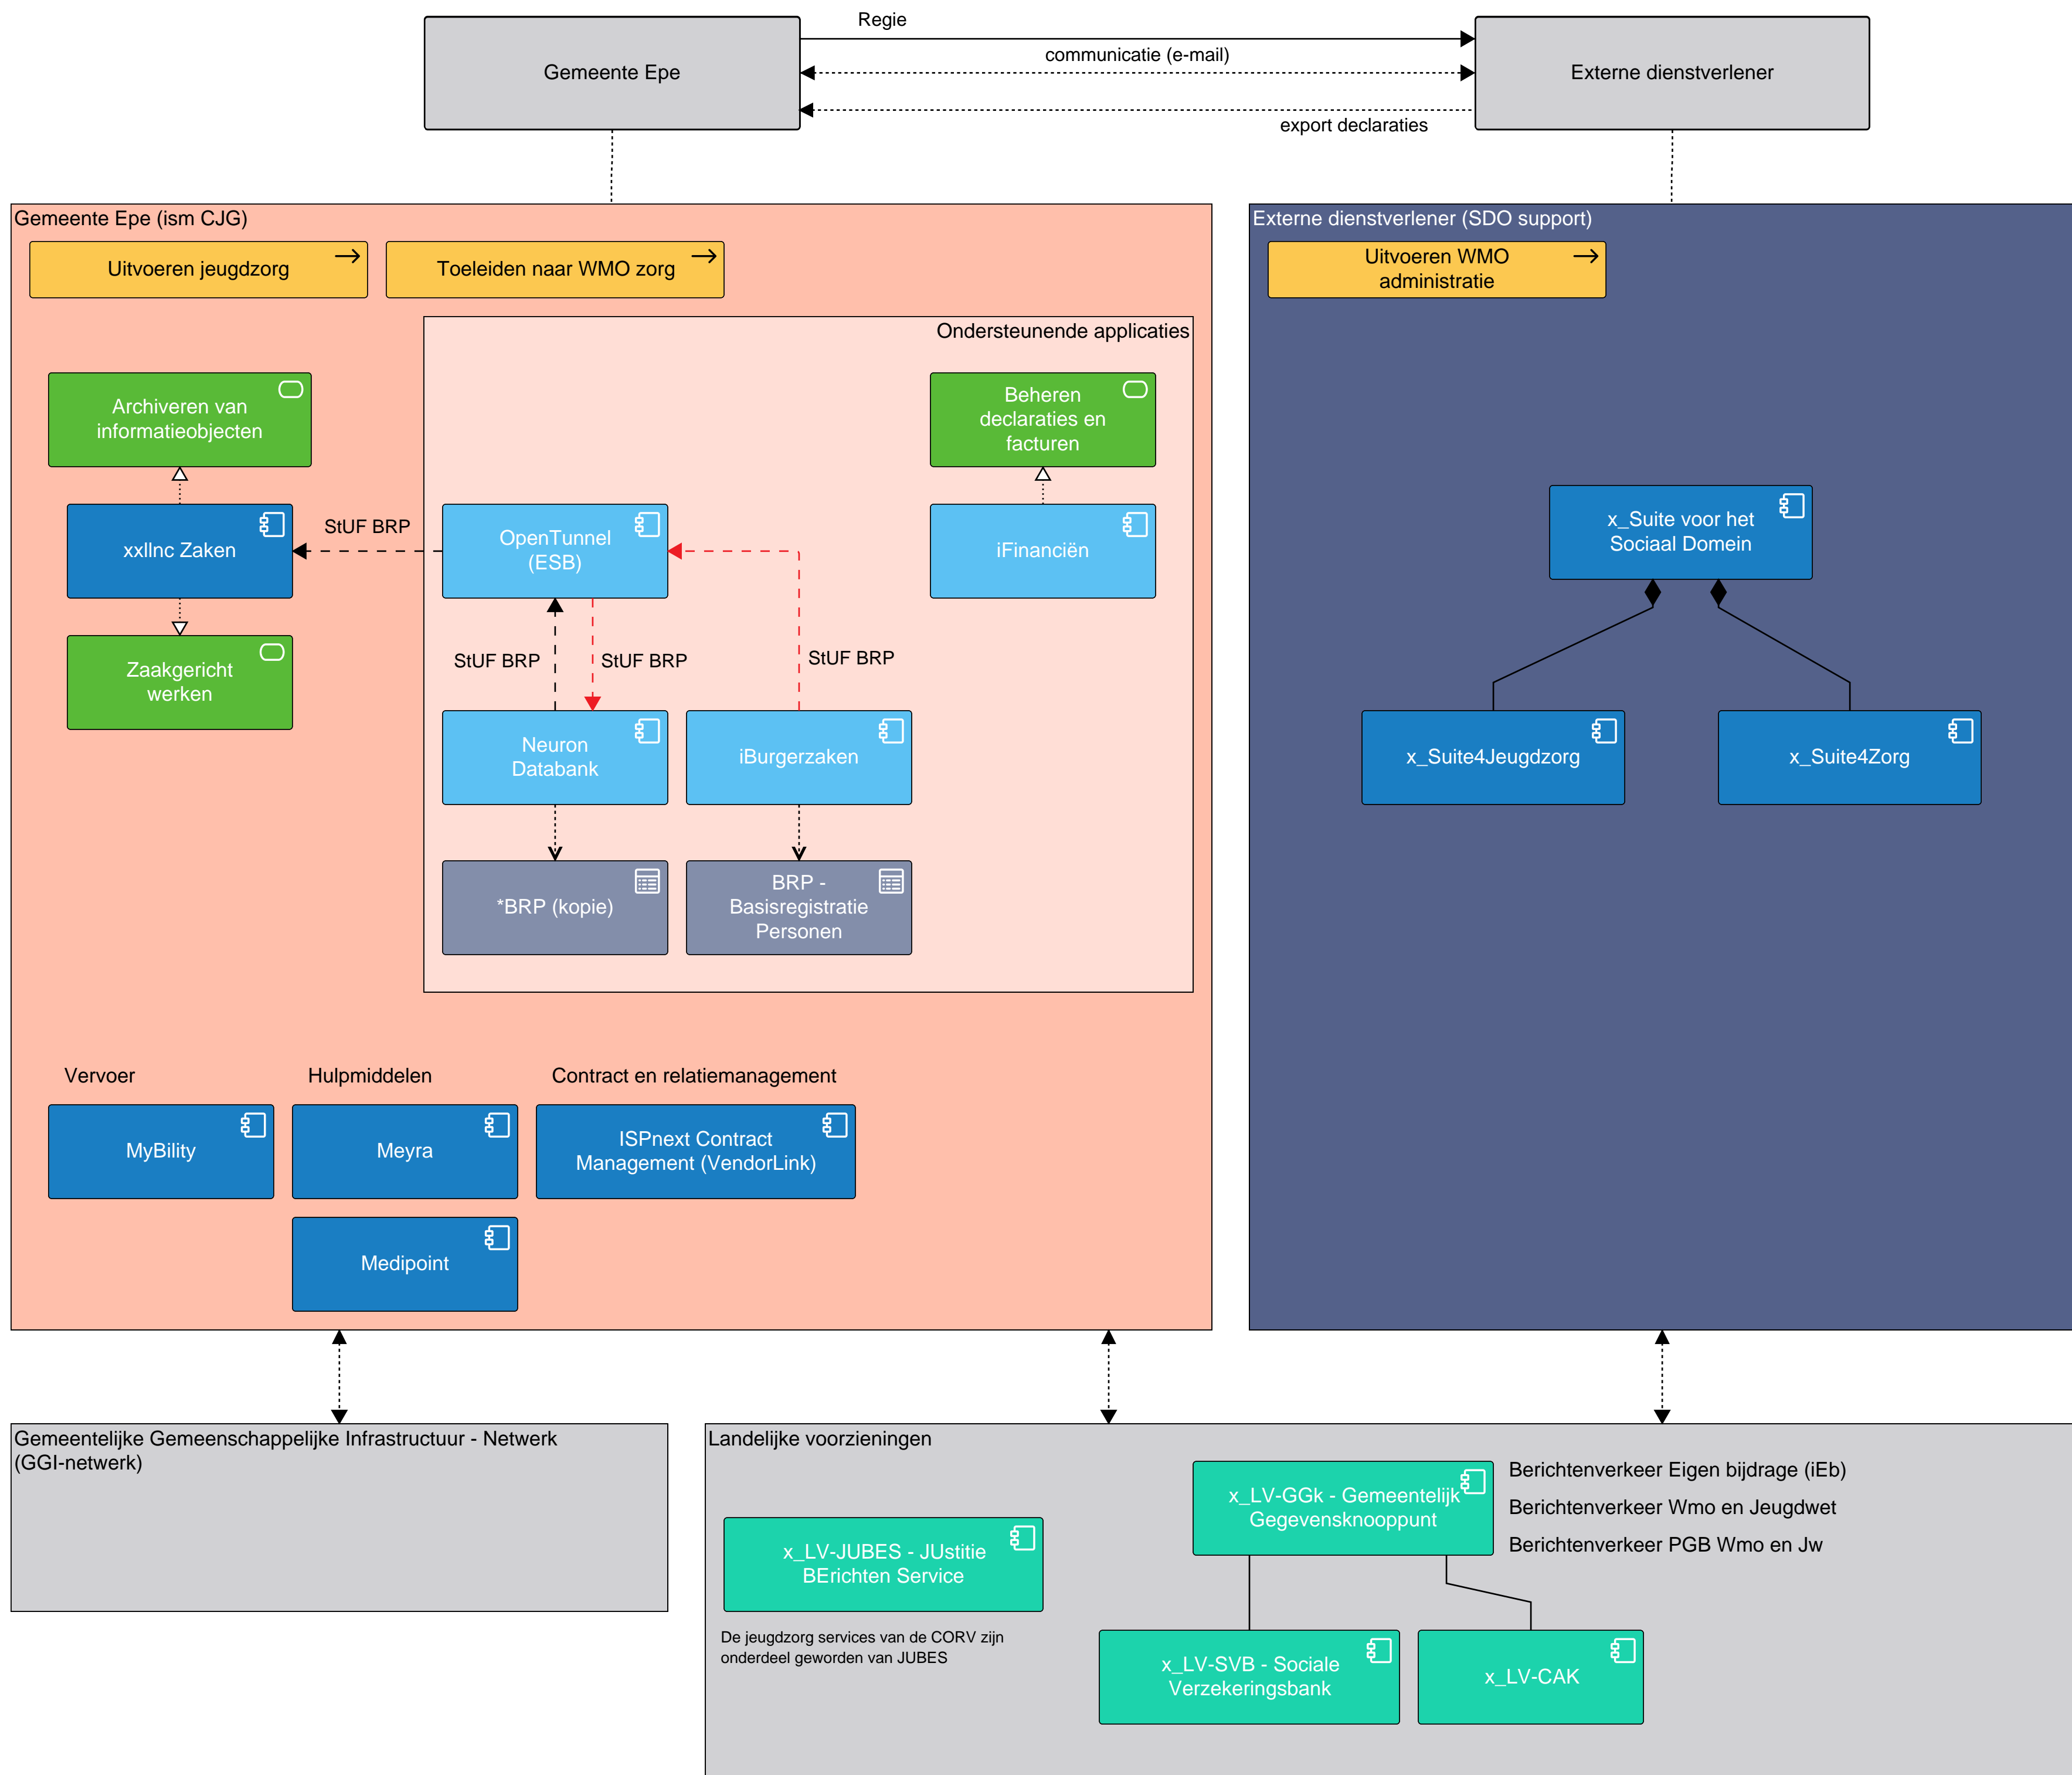 Regie
communicatie (e-mail)
Gemeente Epe
Externe dienstverlener
export declaraties
Gemeente Epe (ism CJG)
Uitvoeren jeugdzorg
Toeleiden naar WMO zorg
Ondersteunende applicaties
Archiveren van
informatieobjecten
Beheren
declaraties en
facturen
xxllnc Zaken
StUF BRP
OpenTunnel
(ESB)
iFinanciën
Zaakgericht
werken
StUF BRP
StUF BRP
StUF BRP
Neuron
Databank
iBurgerzaken
*BRP (kopie)
BRP -
Basisregistratie
Personen
Vervoer
Hulpmiddelen
Contract en relatiemanagement
MyBility
Meyra
ISPnext Contract
Management (VendorLink)
Medipoint
Externe dienstverlener (SDO support)
Uitvoeren WMO
administratie
x_Suite voor het
Sociaal Domein
x_Suite4Jeugdzorg
x_Suite4Zorg
Gemeentelijke Gemeenschappelijke Infrastructuur - Netwerk
(GGI-netwerk)
Landelijke voorzieningen
x_LV-GGk - Gemeentelijk
Gegevensknooppunt
Berichtenverkeer Eigen bijdrage (iEb)
Berichtenverkeer Wmo en Jeugdwet
Berichtenverkeer PGB Wmo en Jw
x_LV-JUBES - JUstitie
BErichten Service
De jeugdzorg services van de CORV zijn
onderdeel geworden van JUBES
x_LV-SVB - Sociale
Verzekeringsbank
x_LV-CAK